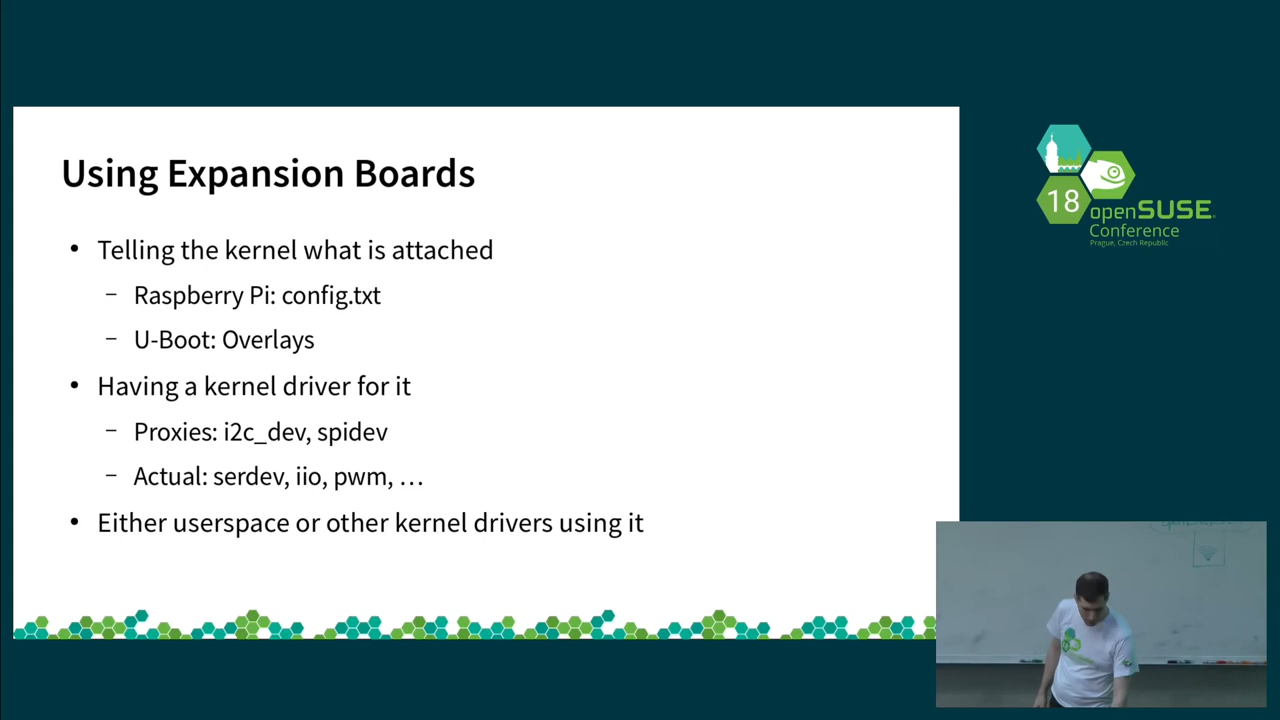 Using Expansion Boards
• Telling the kernel what is attached
– Raspberry Pi: config.txt
– U-Boot: Overlays
• Having a kernel driver for it
– Proxies: i2c_dev, spidev
– Actual: serdev, iio, pwm, …
• Either userspace or other kernel drivers using it
18
openSUSE
Conference
Prague, Czech Republic